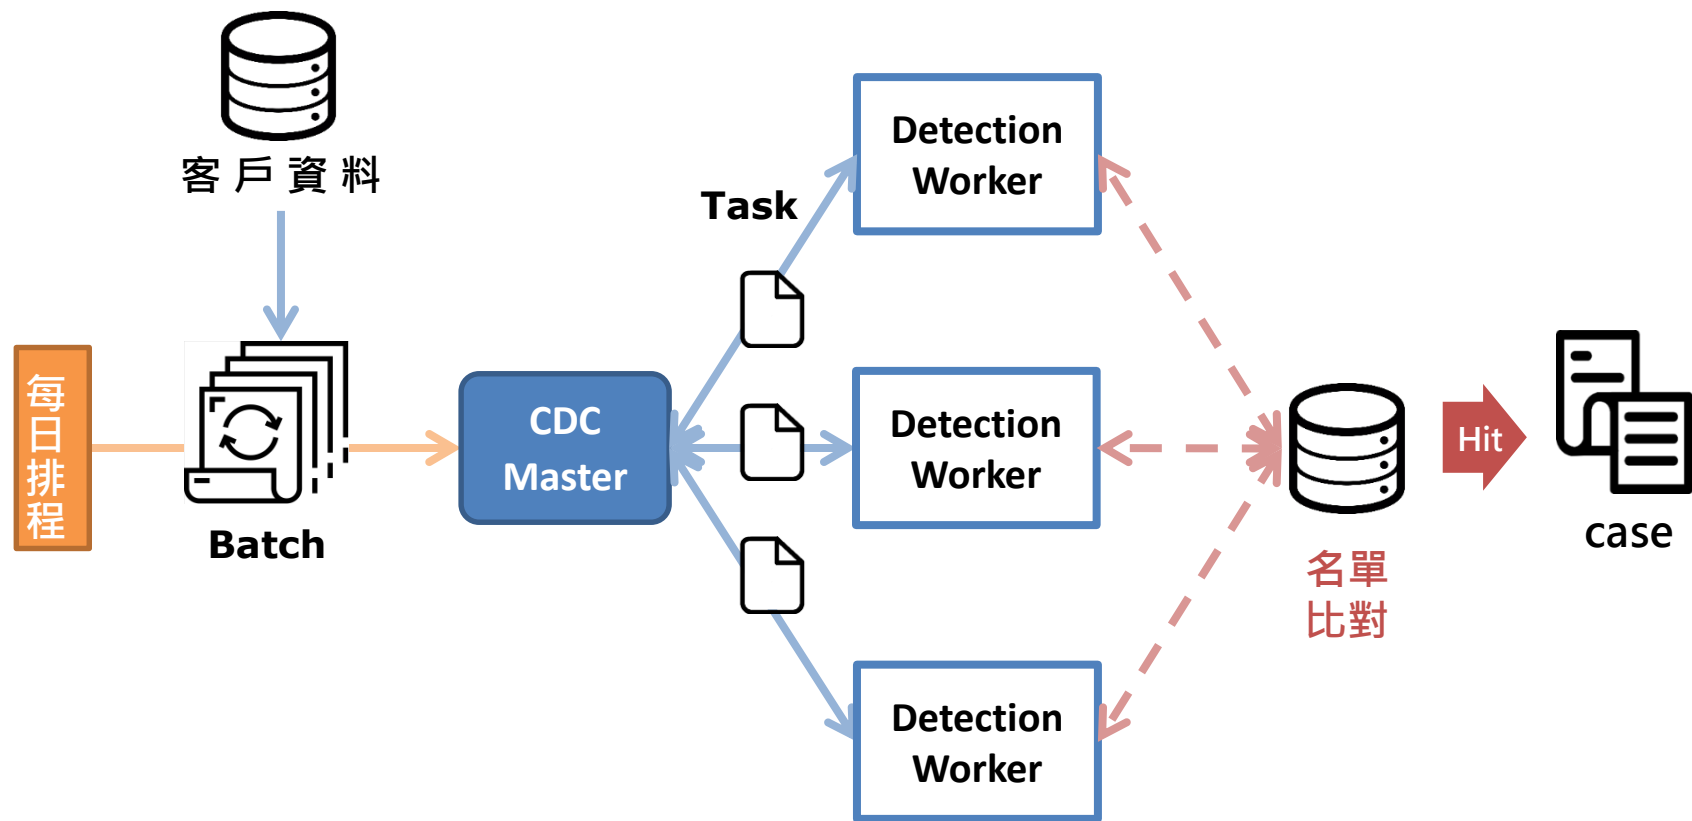 客戶資料
Task
Detection
Worker
每日排程
Batch
CDC
Master
Detection
Worker
Hit
case
名單
比對
Detection
Worker